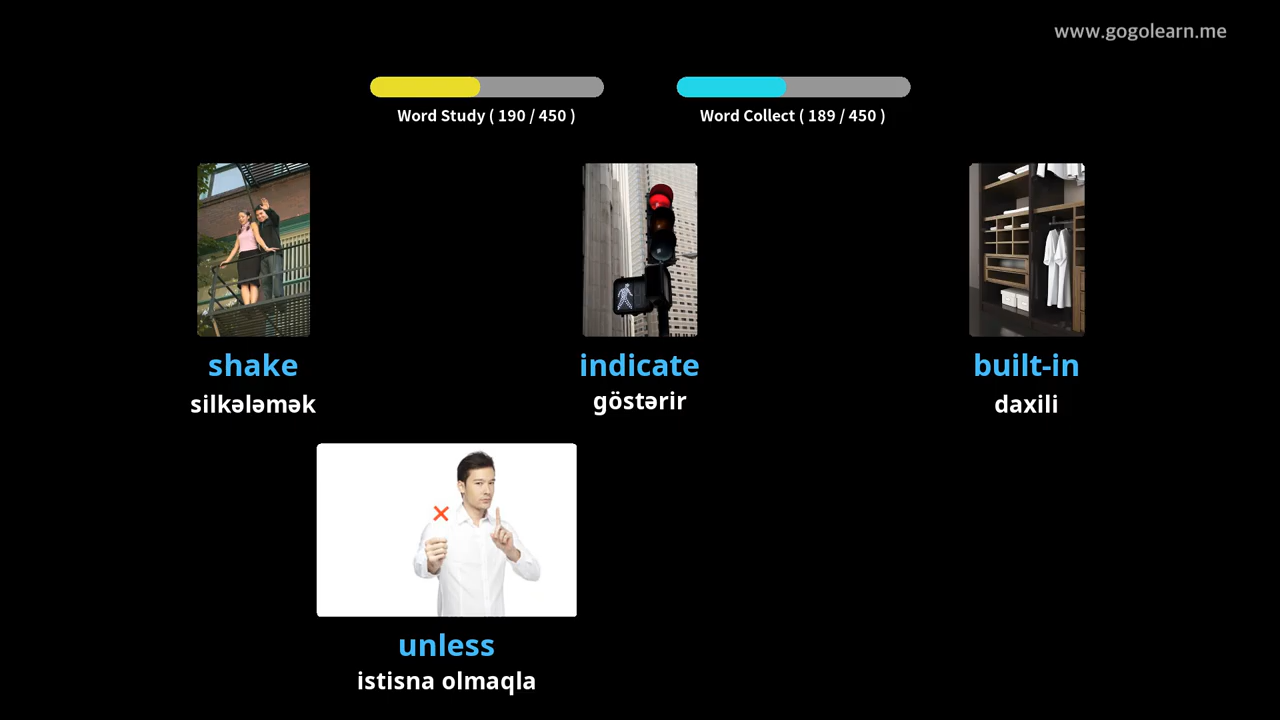 www.gogolearn.me
Word Study ( 190 / 450 )
Word Collect ( 189 / 450 )
shake
indicate
built-in
silkələmək
göstərir
daxili
unless
istisna olmaqla